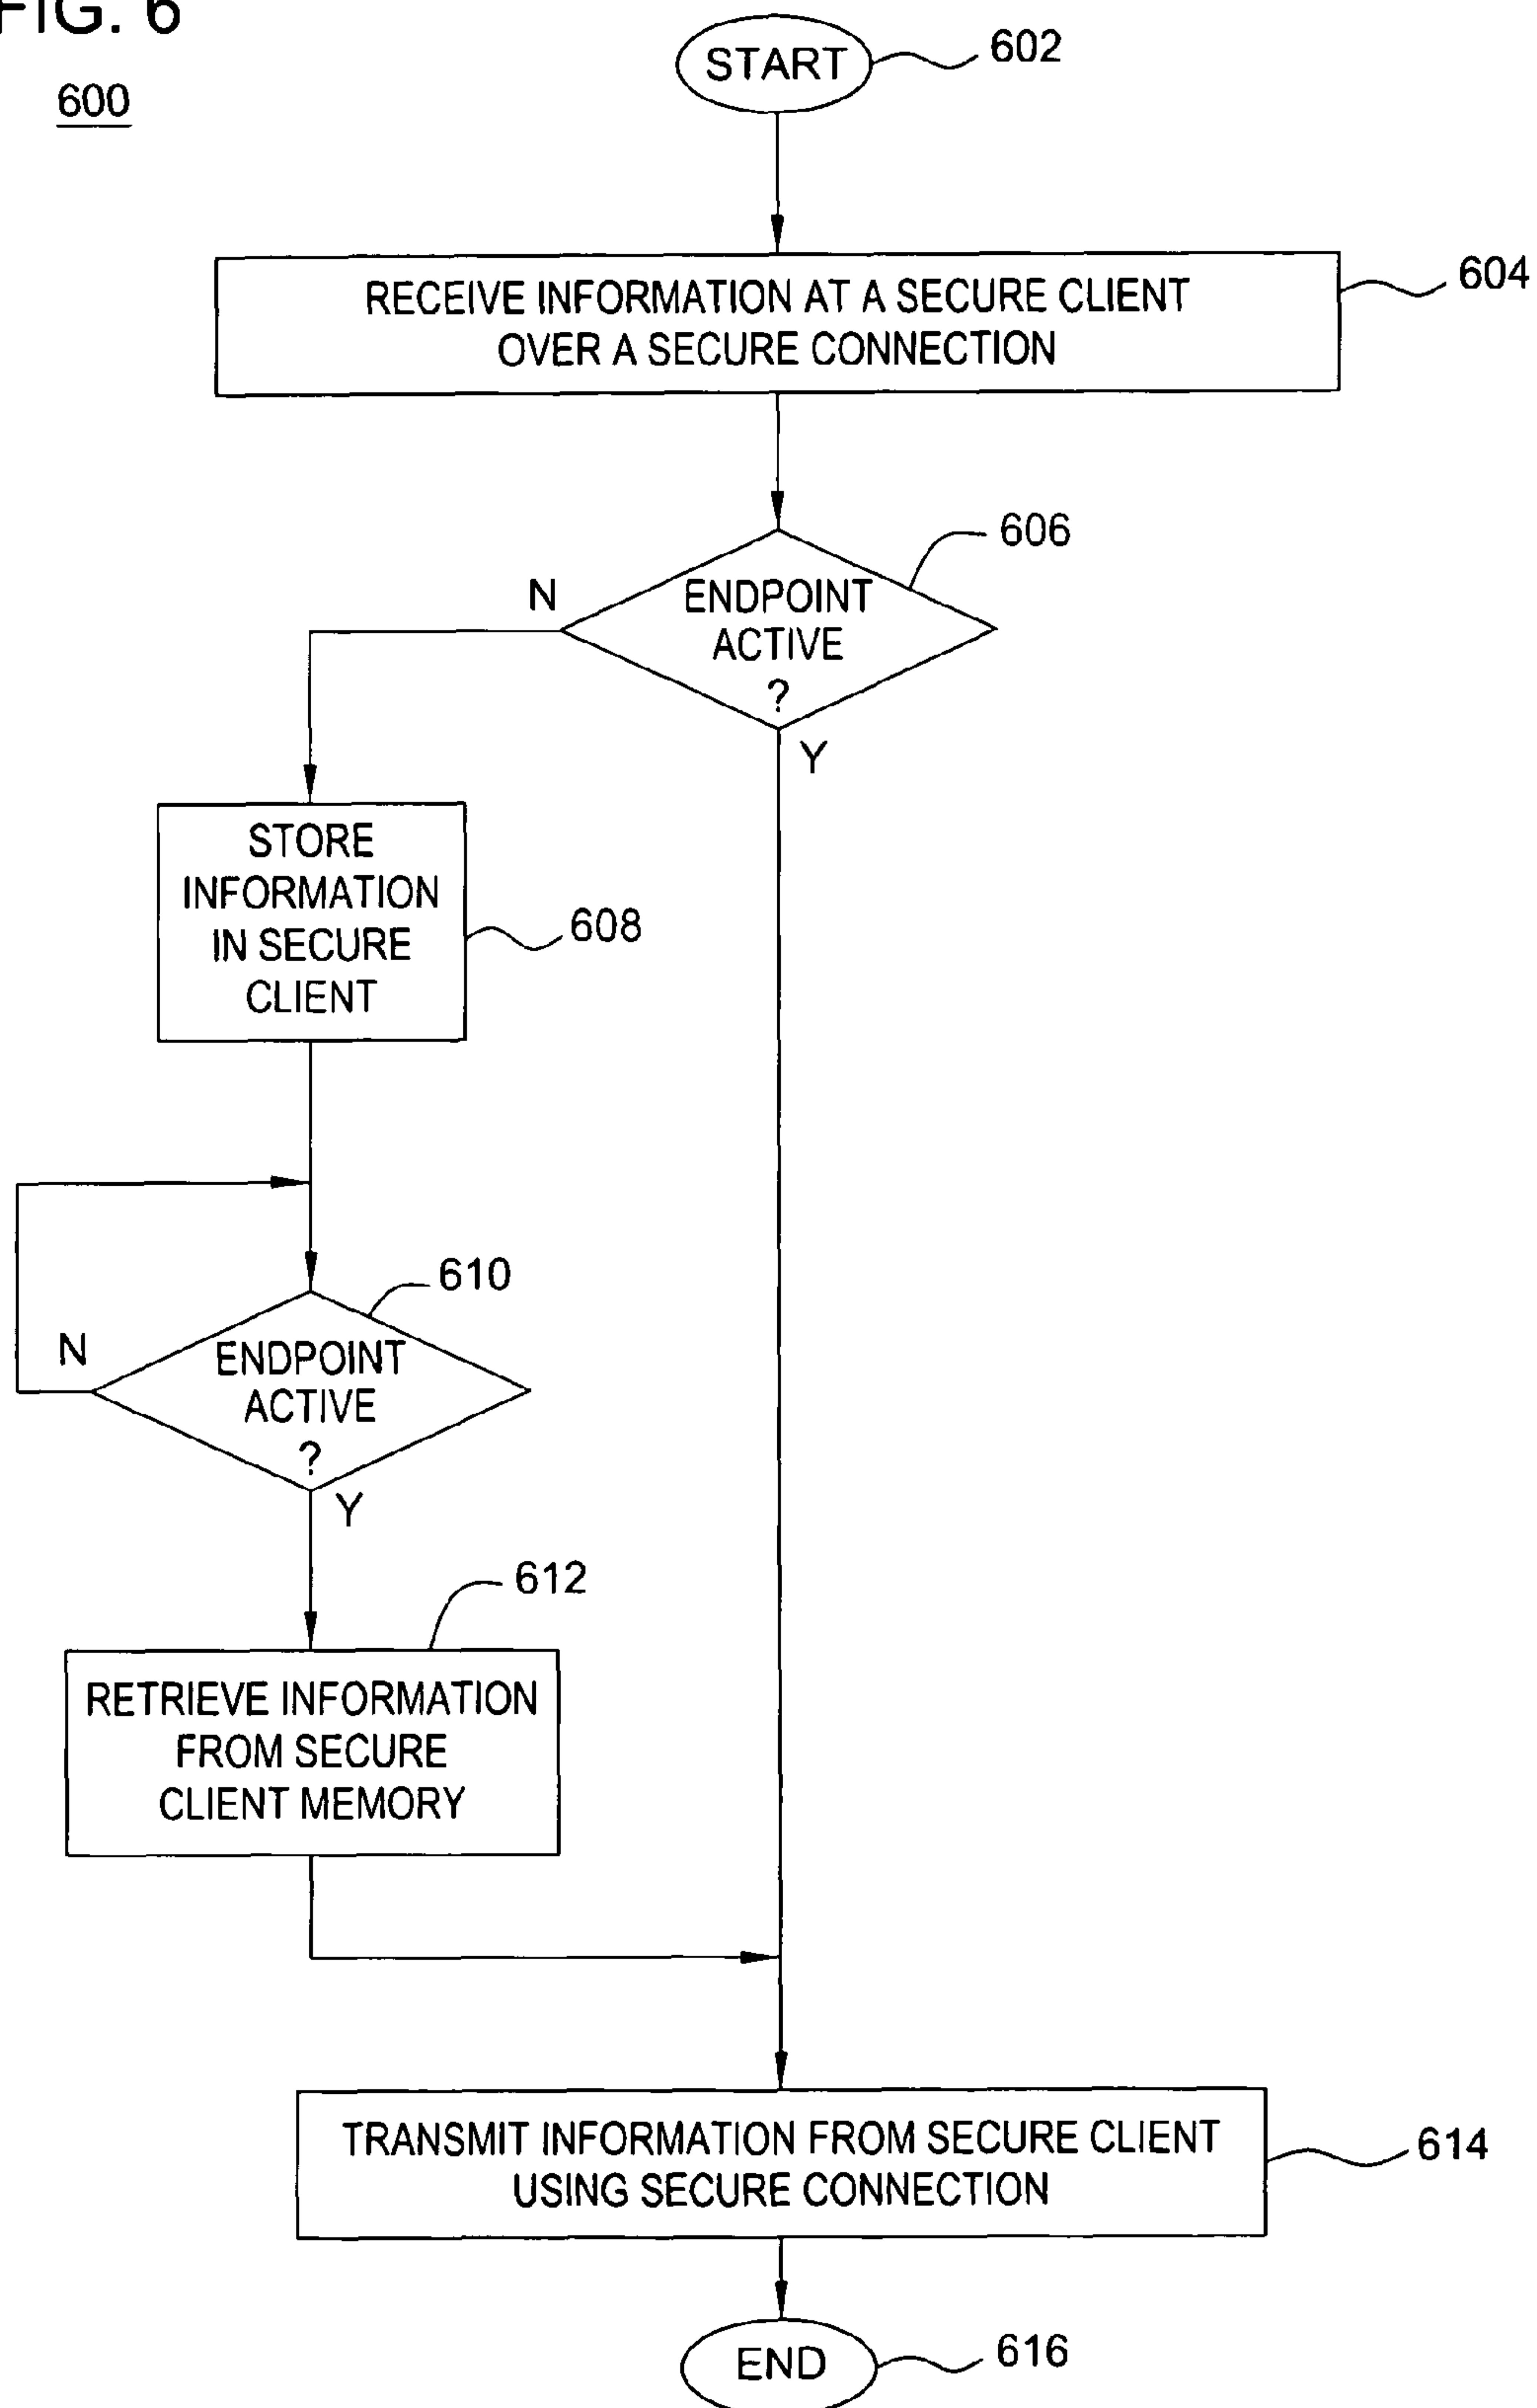 FIG. 6
600
START
602
RECEIVE INFORMATION AT A SECURE CLIENT
OVER A SECURE CONNECTION
604
606
N
ENDPOINT
ACTIVE
?
Y
STORE
INFORMATION
IN SECURE
CLIENT
608
610
N
ENDPOINT
ACTIVE
?
Y
612
RETRIEVE INFORMATION
FROM SECURE
CLIENT MEMORY
TRANSMIT INFORMATION FROM SECURE CLIENT
USING SECURE CONNECTION
614
END
616